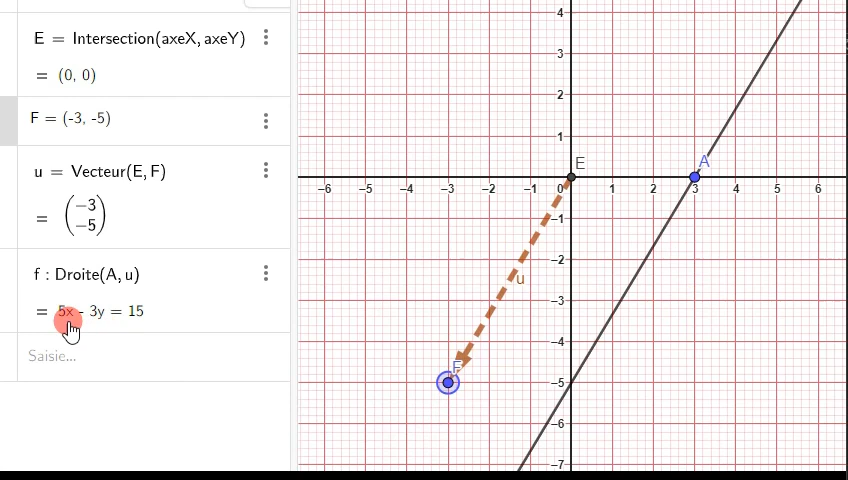 E = Intersection(axeX, axeY)
= (0, 0)
F = (-3, -5)
u = Vecteur(E, F)
= (−3
−5)
f : Droite(A, u)
= 5x - 3y = 15
Saisie...
4
3
2
1
E
A
−6 −5 −4 −3 −2 −1 0 1 2 3 4 5 6
−1
−2
u
−3
−4
F
−5
−6
−7